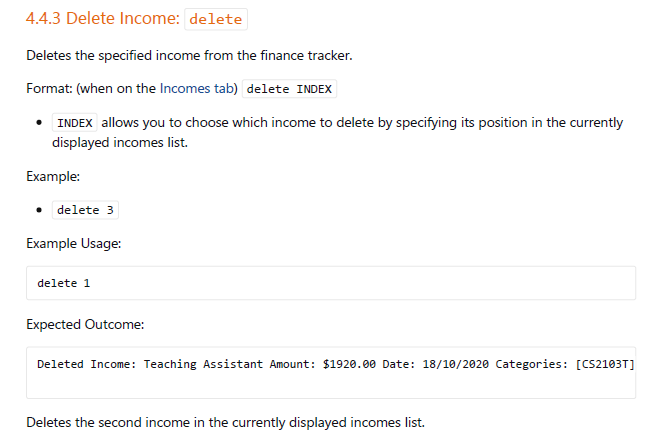 4.4.3 Delete Income: delete
Deletes the specified income from the finance tracker.
Format: (when on the Incomes tab) delete INDEX
• INDEX allows you to choose which income to delete by specifying its position in the currently
displayed incomes list.
Example:
• delete 3
Example Usage:
delete 1
Expected Outcome:
Deleted Income: Teaching Assistant Amount: $1920.00 Date: 18/10/2020 Categories: [CS2103T]
Deletes the second income in the currently displayed incomes list.